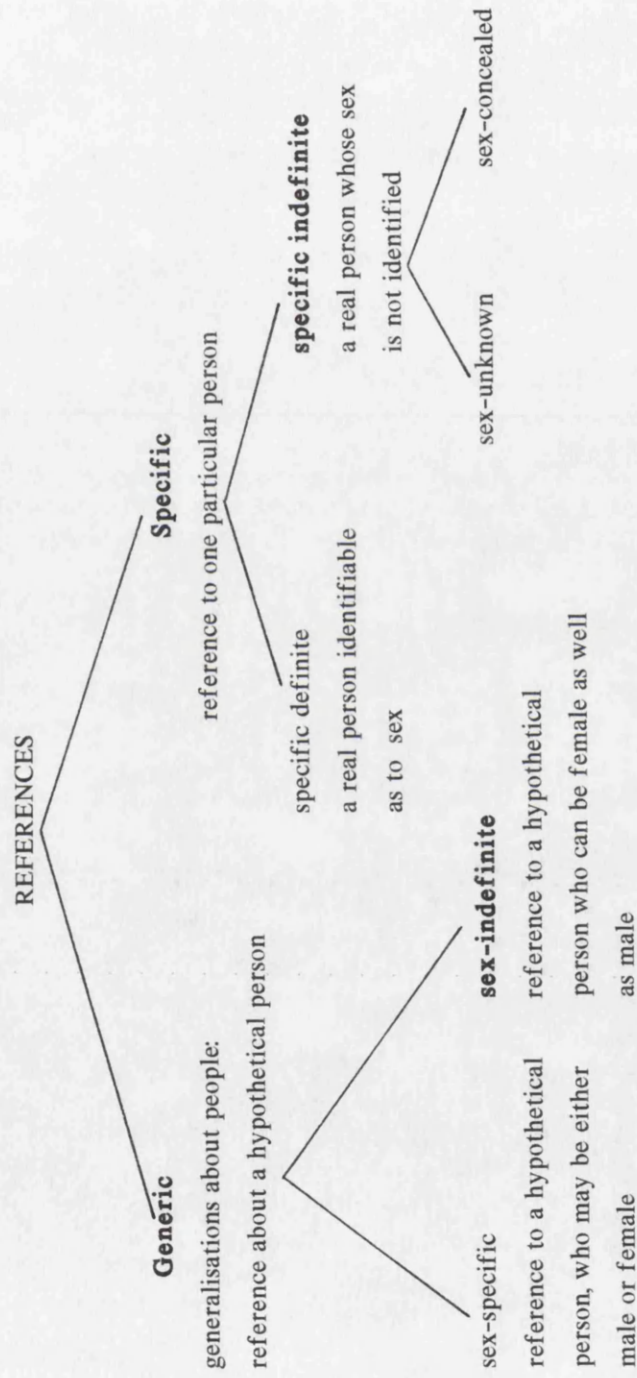 REFERENCES
Generic
generalisations about people:
reference about a hypothetical person
sex-specific
reference to a hypothetical
person, who may be either
male or female
sex-indefinite
reference to a hypothetical
person who can be female as well
as male
Specific
reference to one particular person
specific definite
a real person identifiable
as to sex
specific indefinite
a real person whose sex
is not identified
sex-unknown
sex-concealed